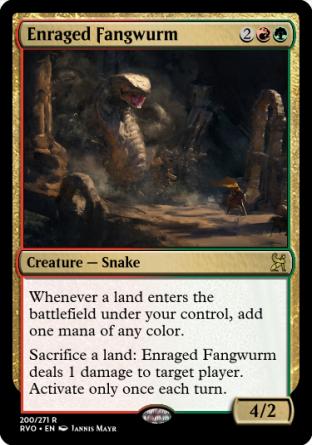 Enraged Fangwurm 2
Creature — Snake
Whenever a land enters the
battlefield under your control, add
one mana of any color.
Sacrifice a land: Enraged Fangwurm
deals 1 damage to target player.
Activate only once each turn.
4/2
200/271 R
RVO • EN Iannis Mayr